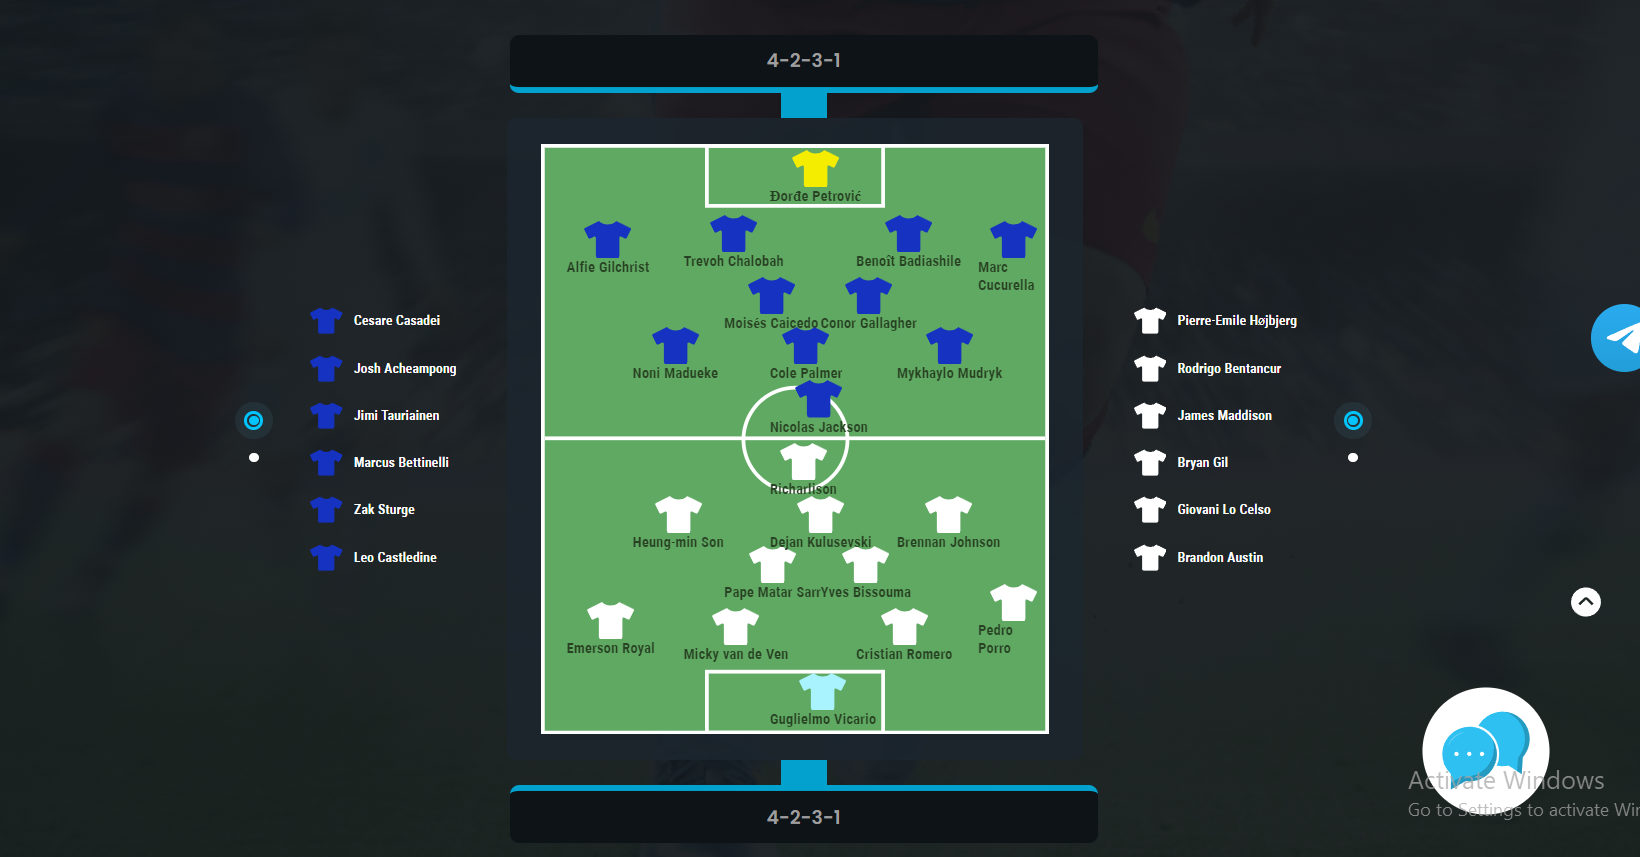 4-2-3-1
Đorđe Petrović
Alfie Gilchrist
Trevoh Chalobah
Benoît Badiashile
Marc
Cucurella
Moisés Caicedo
Conor Gallagher
Noni Madueke
Cole Palmer
Mykhaylo Mudryk
Nicolas Jackson
Richarlison
Heung-min Son
Dejan Kulusevski
Brennan Johnson
Pape Matar Sarr
Yves Bissouma
Emerson Royal
Micky van de Ven
Cristian Romero
Pedro
Porro
Guglielmo Vicario
4-2-3-1
Cesare Casadei
Josh Acheampong
Jimi Tauriainen
Marcus Bettinelli
Zak Sturge
Leo Castledine
Pierre-Emile Højbjerg
Rodrigo Bentancur
James Maddison
Bryan Gil
Giovani Lo Celso
Brandon Austin
Activate Windows
Go to Settings to activate Wi